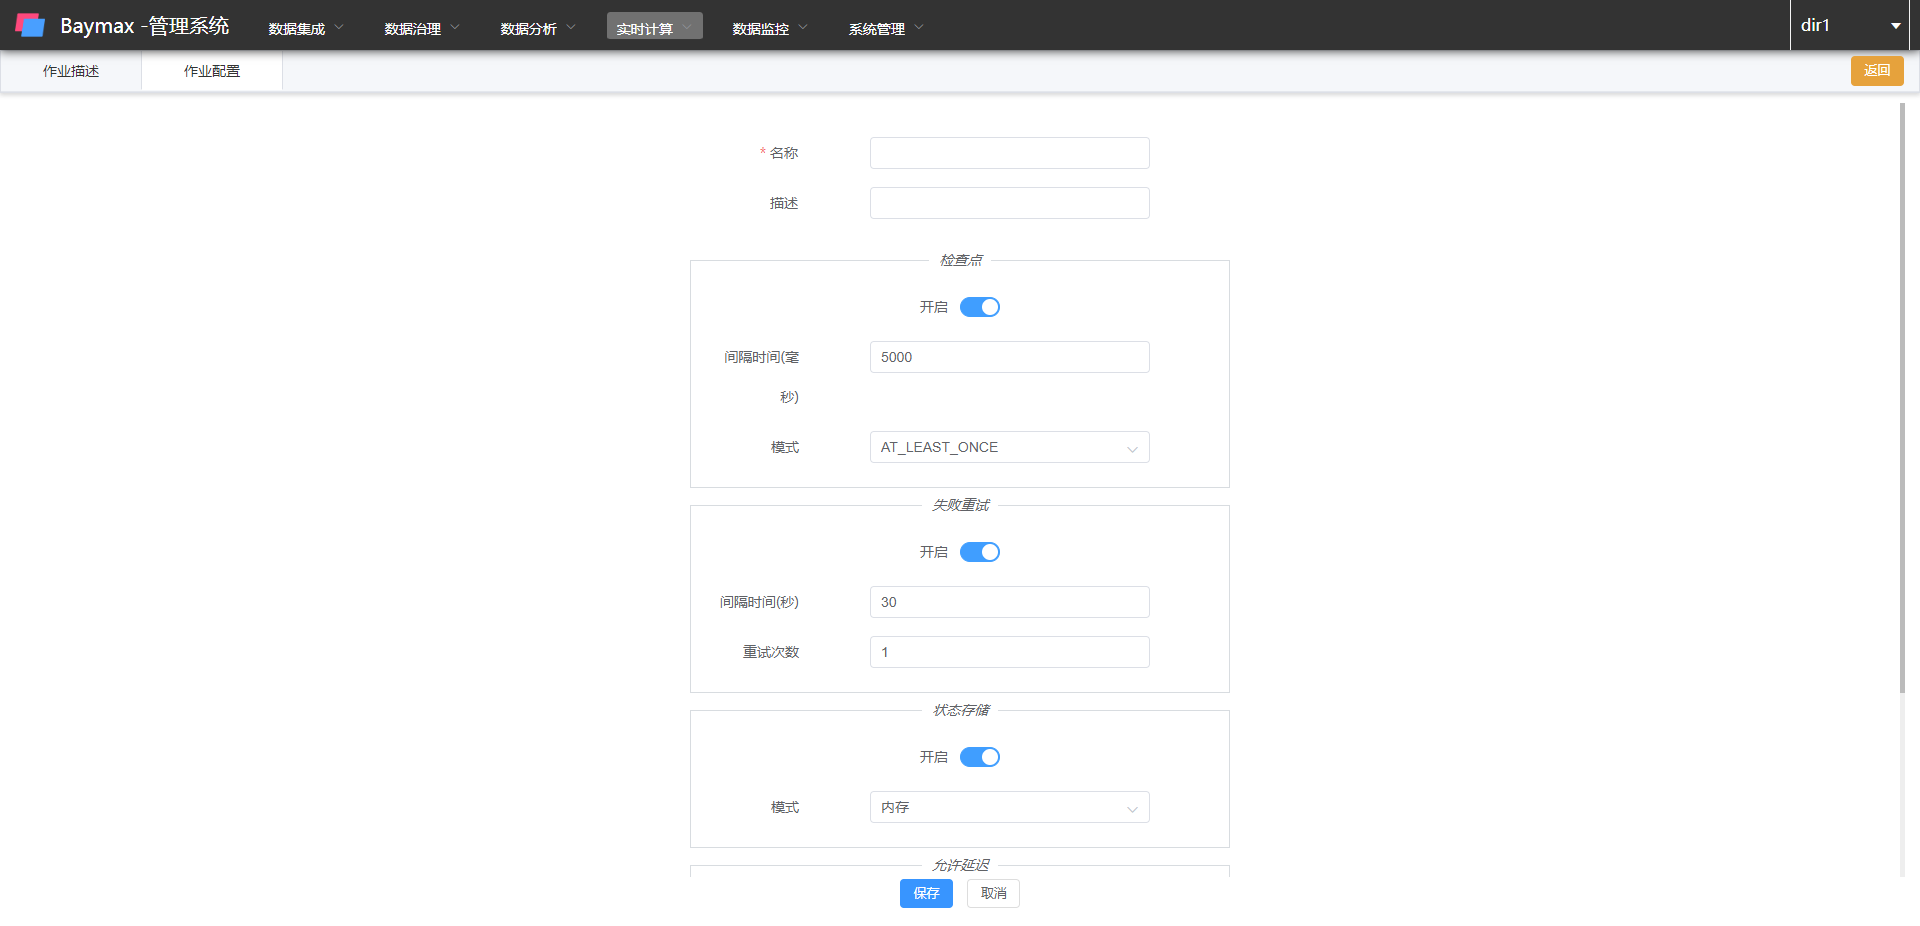 Baymax -管理系统 数据集成 数据治理 数据分析 实时计算 数据监控 系统管理 dir1
作业描述 作业配置 返回
* 名称
描述
检查点
开启
间隔时间(毫 5000
秒)
模式 AT_LEAST_ONCE
失败重试
开启
间隔时间(秒) 30
重试次数 1
状态存储
开启
模式 内存
允许延迟
保存 取消